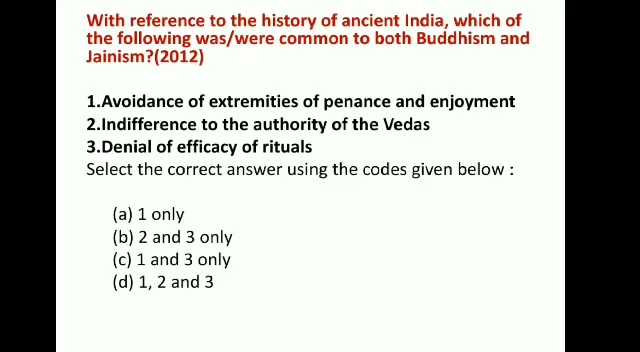 With reference to the history of ancient India, which of
the following was/were common to both Buddhism and
Jainism?(2012)
1.Avoidance of extremities of penance and enjoyment
2.Indifference to the authority of the Vedas
3.Denial of efficacy of rituals
Select the correct answer using the codes given below :
(a) 1 only
(b) 2 and 3 only
(c) 1 and 3 only
(d) 1, 2 and 3